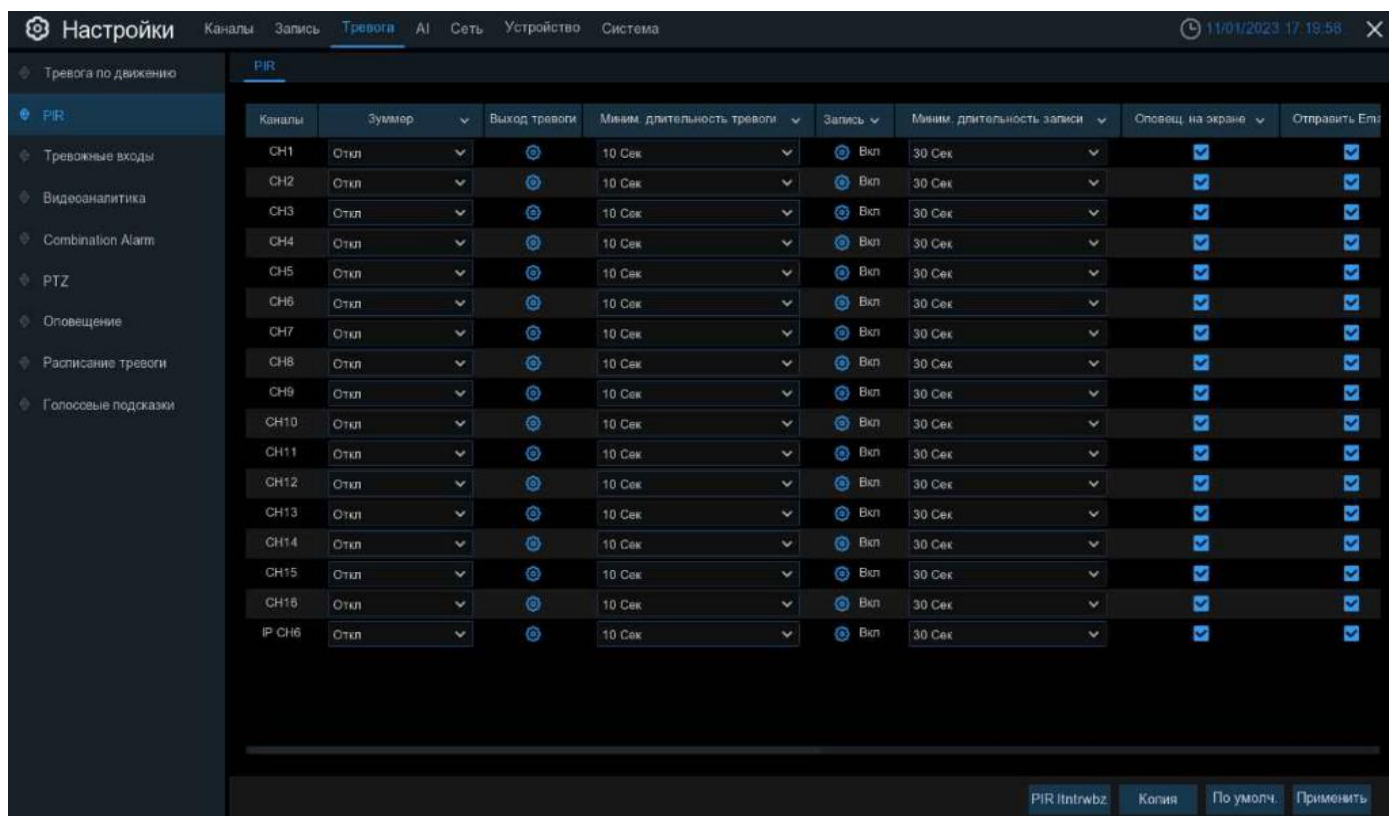 Настройки Каналы Запись Тревога AI Сеть Устройство Система 11/01/2023 17:19:58
Тревога по движению
PIR
Тревожные входы
Видеоаналитика
Combination Alarm
PTZ
Оповещение
Расписание тревоги
Голоссвые подсказки
PIR
Каналы Зуммер Выход тревоги Миним. длительность тревоги Запись Миним. длительность записи Оповещ. на экране Отправить Ema
CH1 Откл 10 Сек Вкл 30 Сек
CH2 Откл 10 Сек Вкл 30 Сек
CH3 Откл 10 Сек Вкл 30 Сек
CH4 Откл 10 Сек Вкл 30 Сек
CH5 Откл 10 Сек Вкл 30 Сек
CH6 Откл 10 Сек Вкл 30 Сек
CH7 Откл 10 Сек Вкл 30 Сек
CH8 Откл 10 Сек Вкл 30 Сек
CH9 Откл 10 Сек Вкл 30 Сек
CH10 Откл 10 Сек Вкл 30 Сек
CH11 Откл 10 Сек Вкл 30 Сек
CH12 Откл 10 Сек Вкл 30 Сек
CH13 Откл 10 Сек Вкл 30 Сек
CH14 Откл 10 Сек Вкл 30 Сек
CH15 Откл 10 Сек Вкл 30 Сек
CH16 Откл 10 Сек Вкл 30 Сек
IP CH6 Откл 10 Сек Вкл 30 Сек
PIR Itntrwbz Копия По умолч. Применить